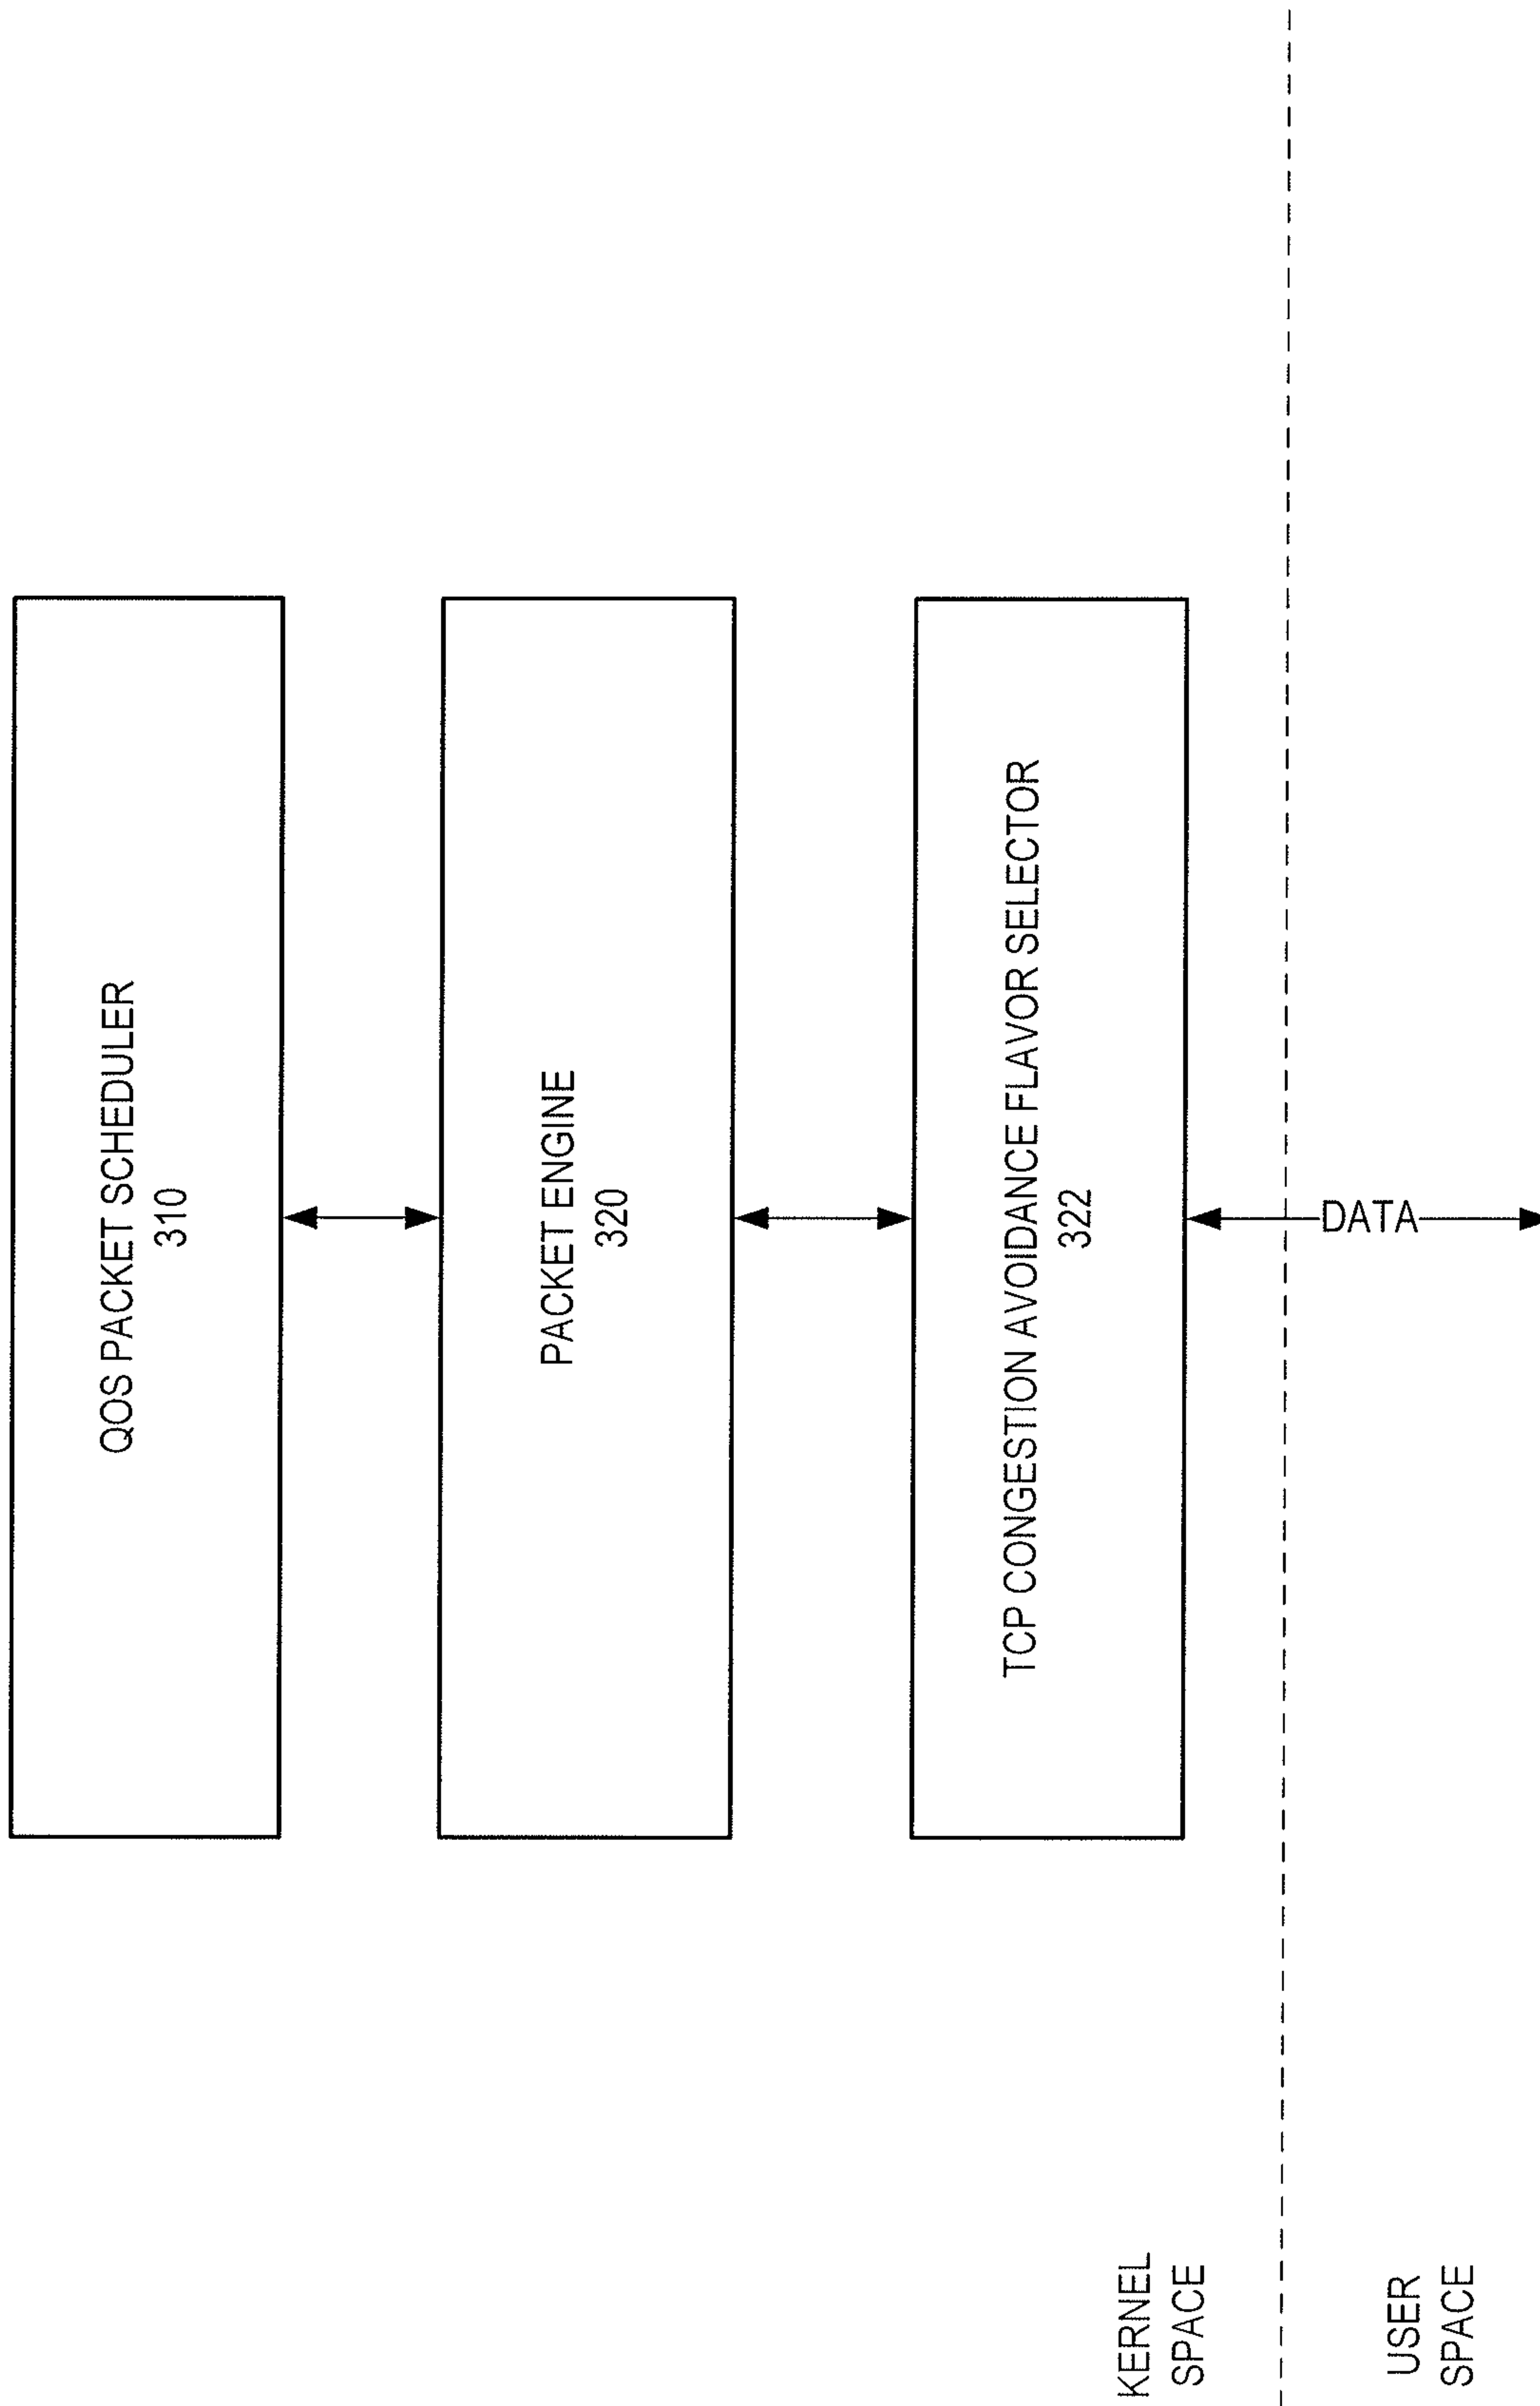 QOS PACKET SCHEDULER
310
PACKET ENGINE
320
TCP CONGESTION AVOIDANCE FLAVOR SELECTOR
322
KERNEL
SPACE
DATA
USER
SPACE